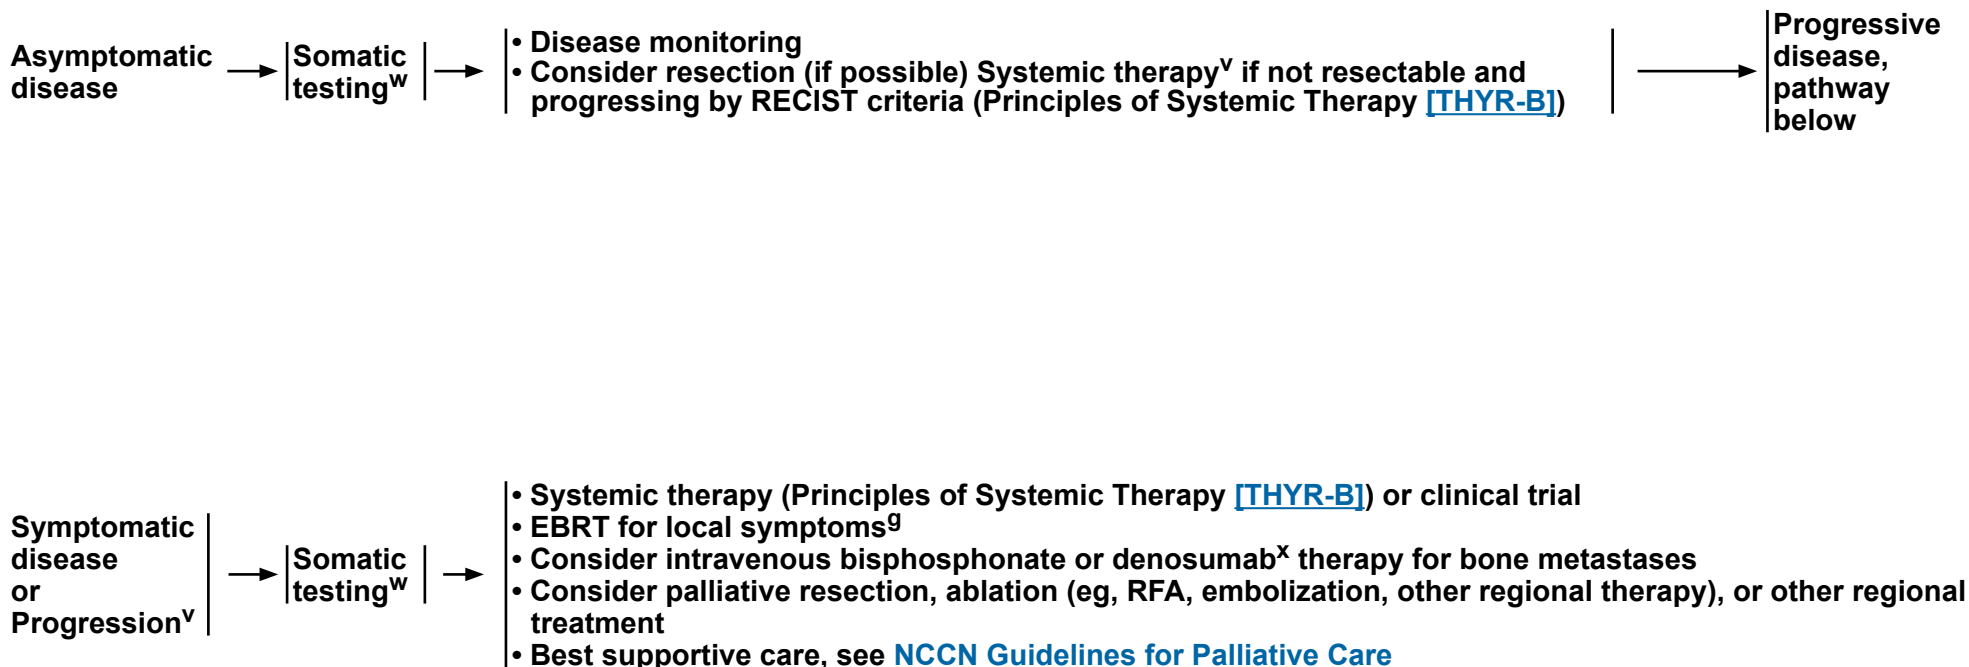 Asymptomatic
disease
Somatic
testingʷ
• Disease monitoring
• Consider resection (if possible) Systemic therapyᵛ if not resectable and
progressing by RECIST criteria (Principles of Systemic Therapy [THYR-B])
Progressive
disease,
pathway
below
Symptomatic
disease
or
Progressionᵛ
Somatic
testingʷ
• Systemic therapy (Principles of Systemic Therapy [THYR-B]) or clinical trial
• EBRT for local symptomsᵍ
• Consider intravenous bisphosphonate or denosumabˣ therapy for bone metastases
• Consider palliative resection, ablation (eg, RFA, embolization, other regional therapy), or other regional
treatment
• Best supportive care, see NCCN Guidelines for Palliative Care